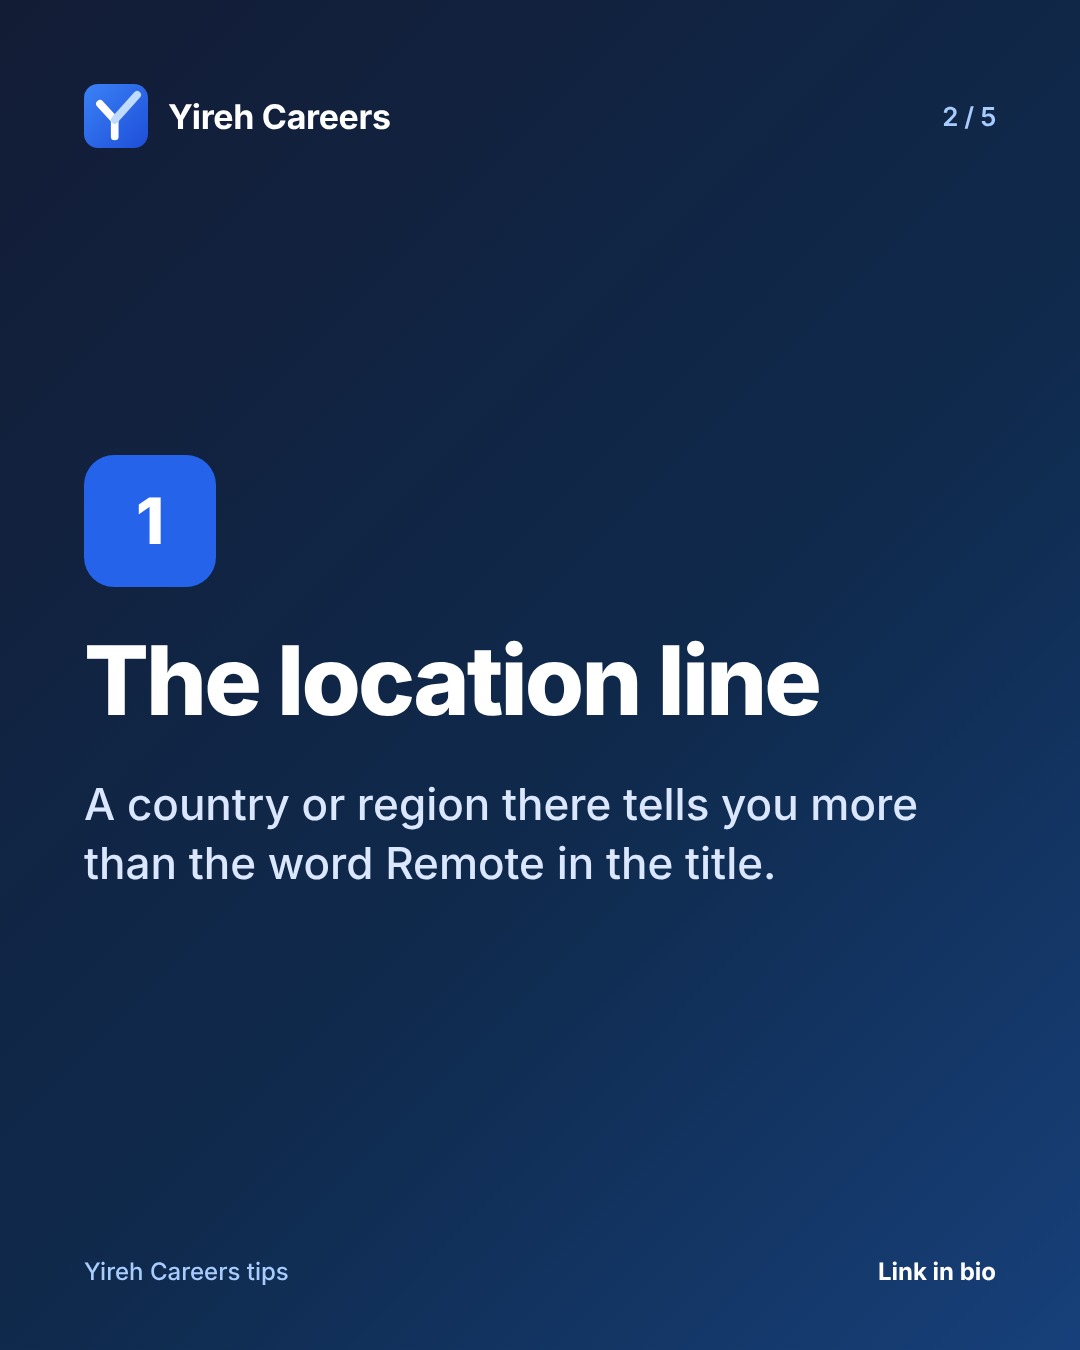 Yireh Careers
2 / 5
1
The location line
A country or region there tells you more
than the word Remote in the title.
Yireh Careers tips
Link in bio